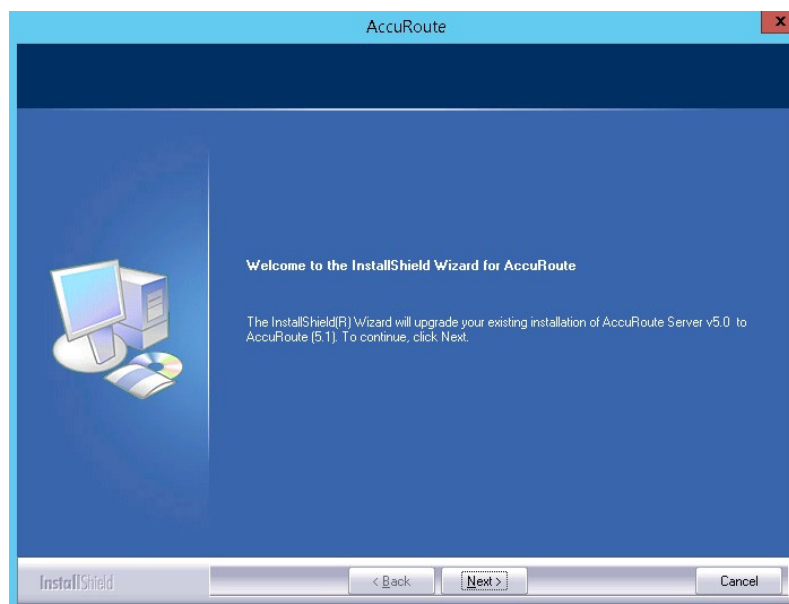 AccuRoute
x
Welcome to the InstallShield Wizard for AccuRoute
The InstallShield(R) Wizard will upgrade your existing installation of AccuRoute Server v5.0 to
AccuRoute (5.1). To continue, click Next.
InstallShield
< Back
Next >
Cancel